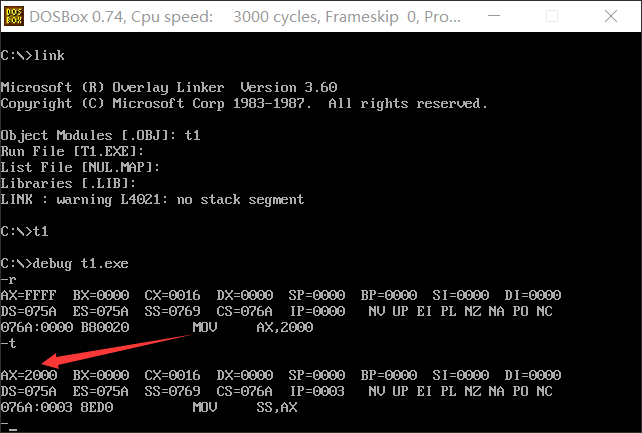 DOSBox 0.74, Cpu speed: 3000 cycles, Frameskip 0, Pro...
C:\>link
Microsoft (R) Overlay Linker Version 3.60
Copyright (C) Microsoft Corp 1983-1987. All rights reserved.
Object Modules [.OBJ]: t1
Run File [T1.EXE]:
List File [NUL.MAP]:
Libraries [.LIB]:
LINK : warning L4021: no stack segment
C:\>t1
C:\>debug t1.exe
-r
AX=FFFF BX=0000 CX=0016 DX=0000 SP=0000 BP=0000 SI=0000 DI=0000
DS=075A ES=075A SS=0769 CS=076A IP=0000 NV UP EI PL NZ NA PO NC
076A:0000 B80020 MOV AX,2000
-t
AX=2000 BX=0000 CX=0016 DX=0000 SP=0000 BP=0000 SI=0000 DI=0000
DS=075A ES=075A SS=0769 CS=076A IP=0003 NV UP EI PL NZ NA PO NC
076A:0003 8ED0 MOV SS,AX
-_